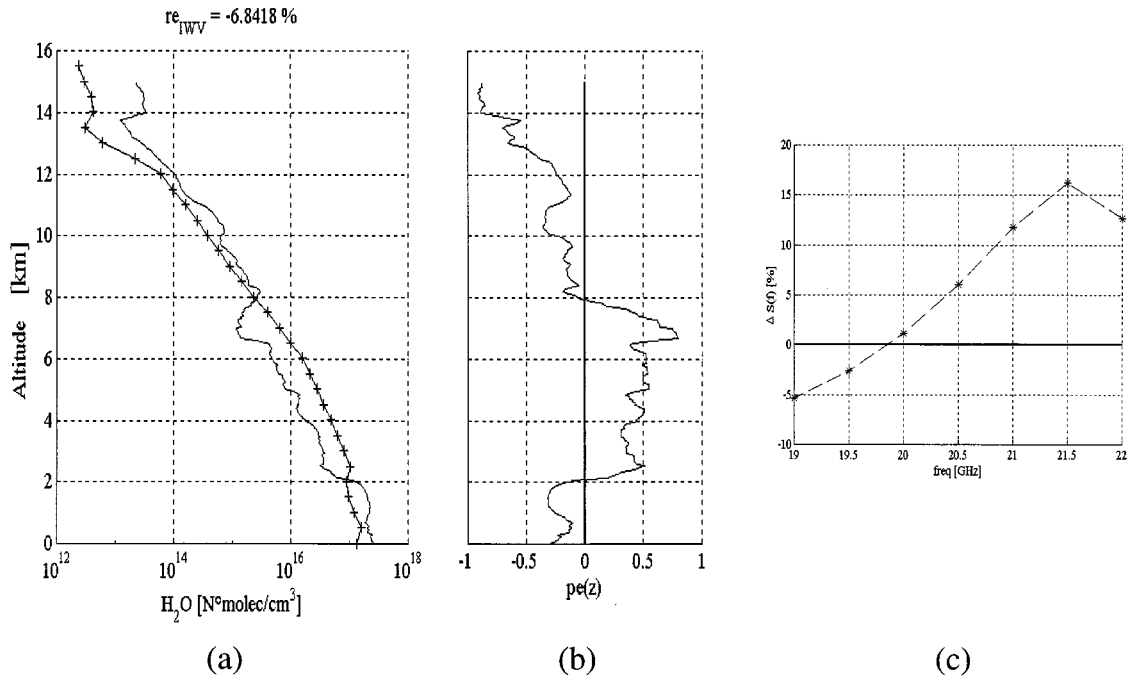 re_IWV = -6.8418 %
16
14
12
10
8
6
4
2
0
Altitude [km]
10^12 10^14 10^16 10^18
H_2O [N°molec/cm^3]
(a)
-1 -0.5 0 0.5 1
pe(z)
(b)
20
15
10
5
0
-5
-10
Δ S(f) [%]
19 19.5 20 20.5 21 21.5 22
freq [GHz]
(c)